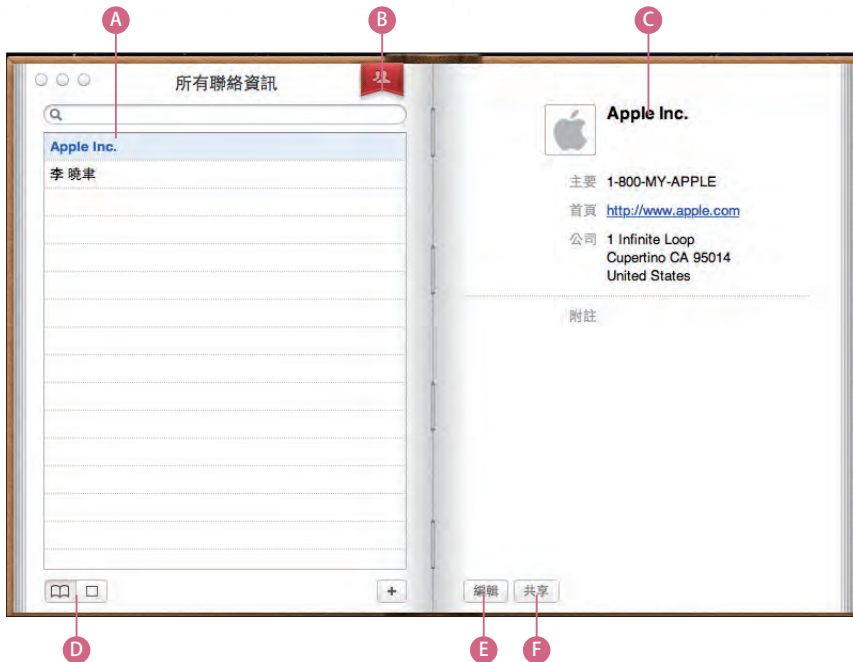 A
B
C
所有聯絡資訊
Apple Inc.
李 曉聿
Apple Inc.
主要 1-800-MY-APPLE
首頁 http://www.apple.com
公司 1 Infinite Loop
Cupertino CA 95014
United States
附註
+
編輯
共享
D
E
F